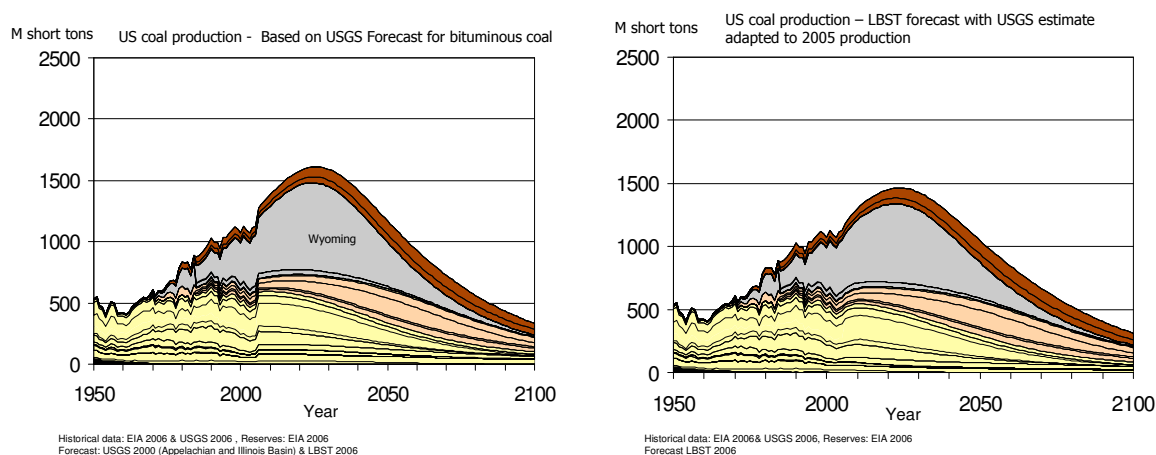 M short tons
US coal production - Based on USGS Forecast for bituminous coal
2500
2000
1500
1000
500
0
Wyoming
1950
2000
2050
2100
Year
Historical data: EIA 2006 & USGS 2006 , Reserves: EIA 2006
Forecast: USGS 2000 (Appelachian and Illinois Basin) & LBST 2006
M short tons
US coal production – LBST forecast with USGS estimate
adapted to 2005 production
2500
2000
1500
1000
500
0
1950
2000
2050
2100
Year
Historical data: EIA 2006& USGS 2006, Reserves: EIA 2006
Forecast LBST 2006